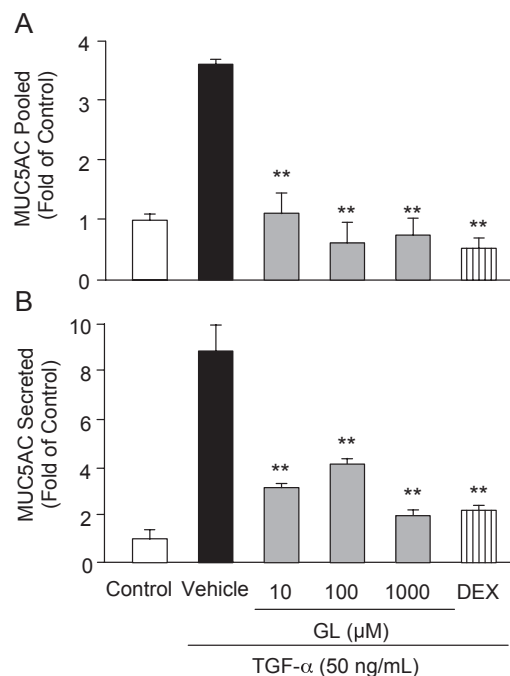 A
MUC5AC Pooled
(Fold of Control)
4
3
2
1
0
** ** ** **
B
MUC5AC Secreted
(Fold of Control)
10
8
6
4
2
0
** ** ** **
Control Vehicle 10 100 1000 DEX
GL (µM)
TGF-α (50 ng/mL)